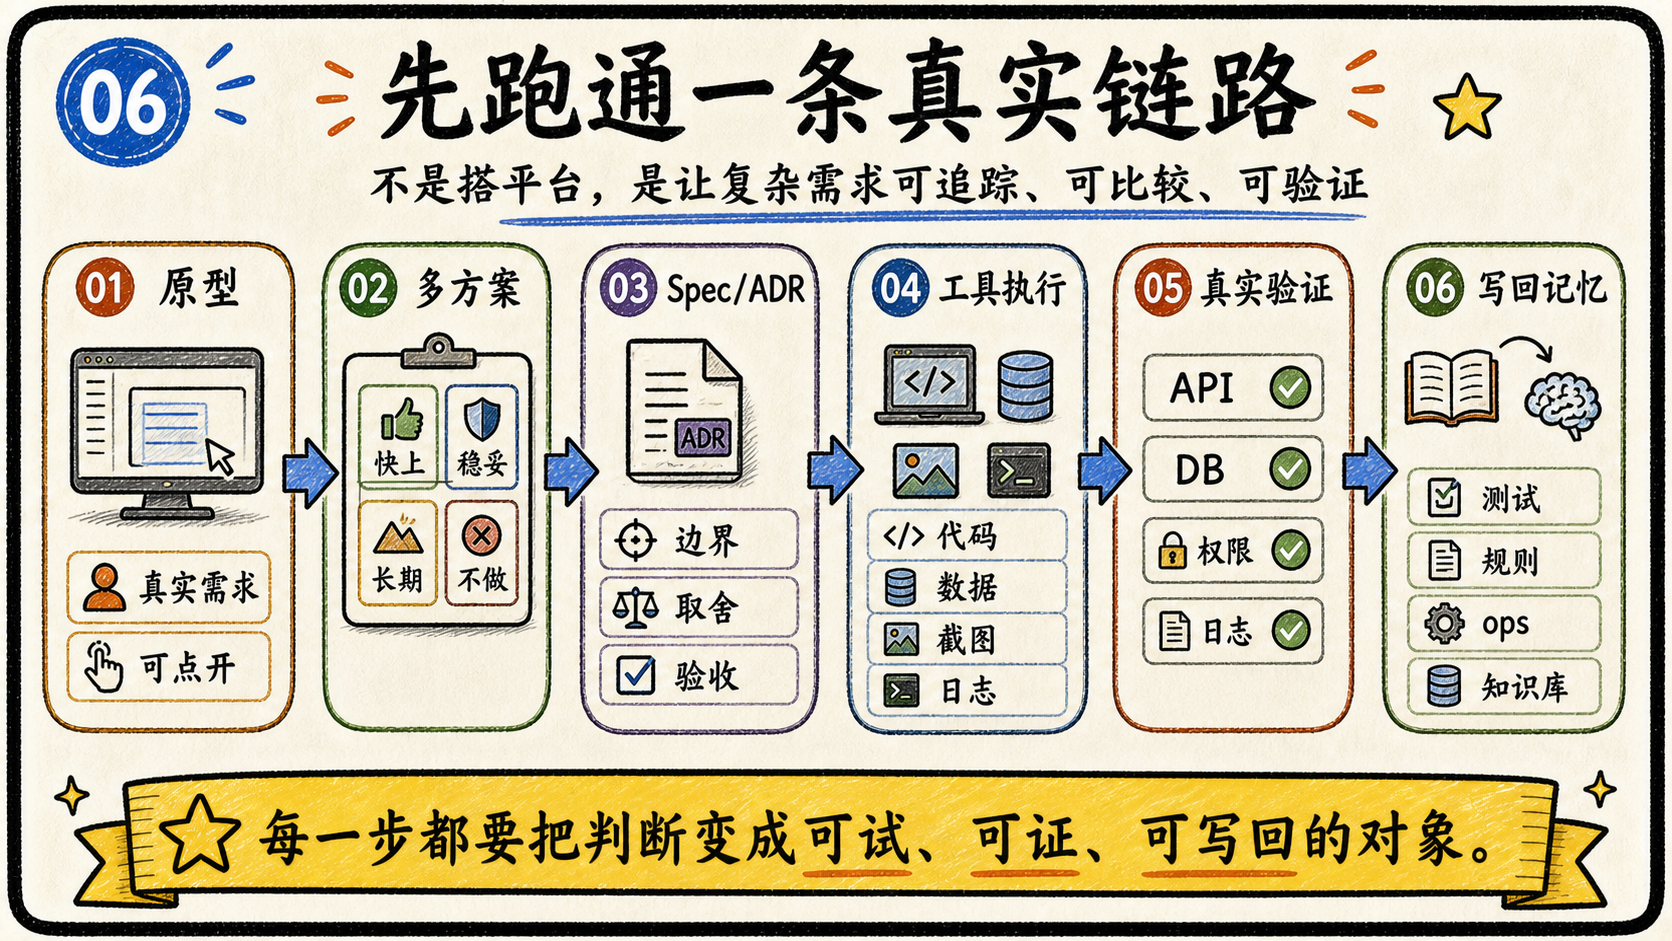 06
先跑通一条真实链路
不是搭平台，是让复杂需求可追踪、可比较、可验证
01 原型
真实需求
可点开
02 多方案
快上
稳妥
长期
不做
03 Spec/ADR
ADR
边界
取舍
验收
04 工具执行
</>
>_
</> 代码
数据
截图
>_ 日志
05 真实验证
API
DB
权限
日志
06 写回记忆
测试
规则
ops
知识库
每一步都要把判断变成可试、可证、可写回的对象。